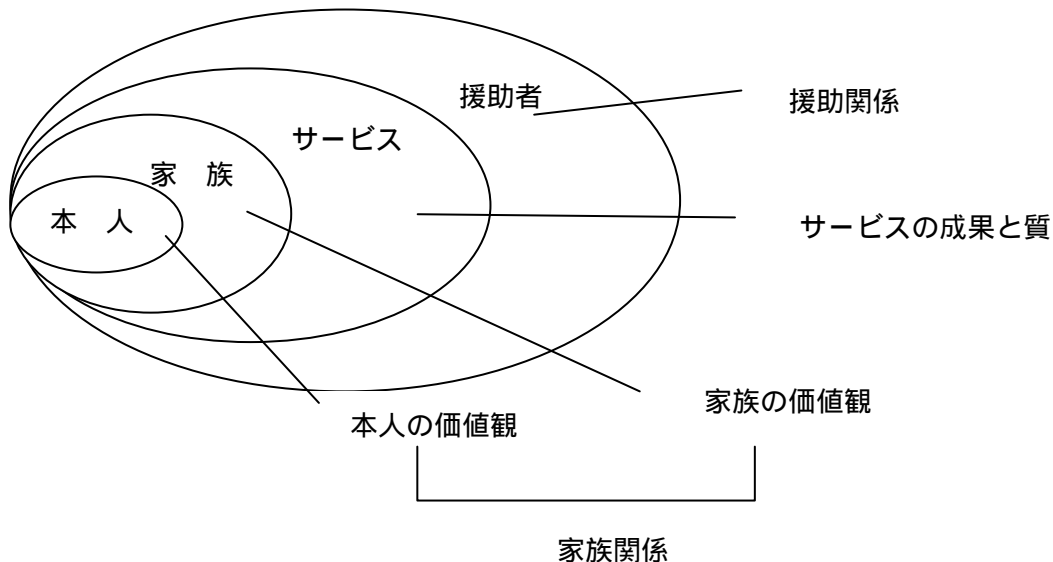 援助者
援助関係
サービス
家　族
本　人
サービスの成果と質
家族の価値観
本人の価値観
家族関係